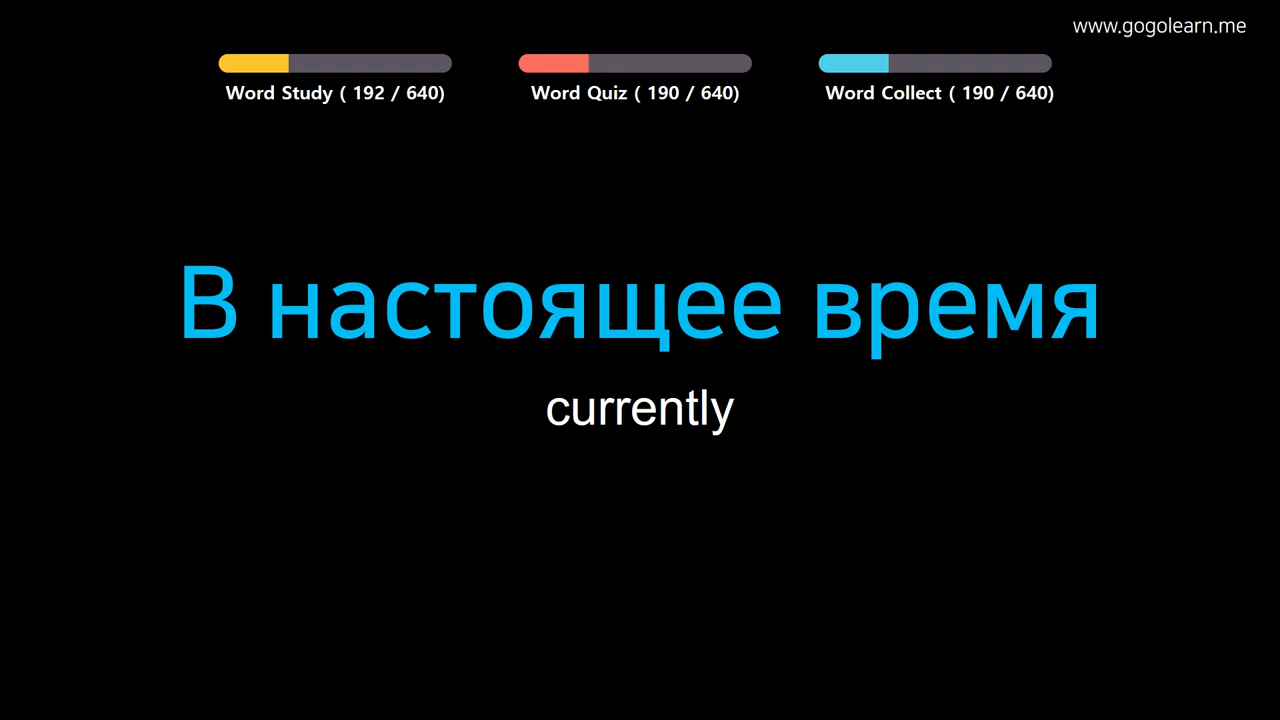 www.gogolearn.me
Word Study ( 192 / 640)
Word Quiz ( 190 / 640)
Word Collect ( 190 / 640)
В настоящее время
currently